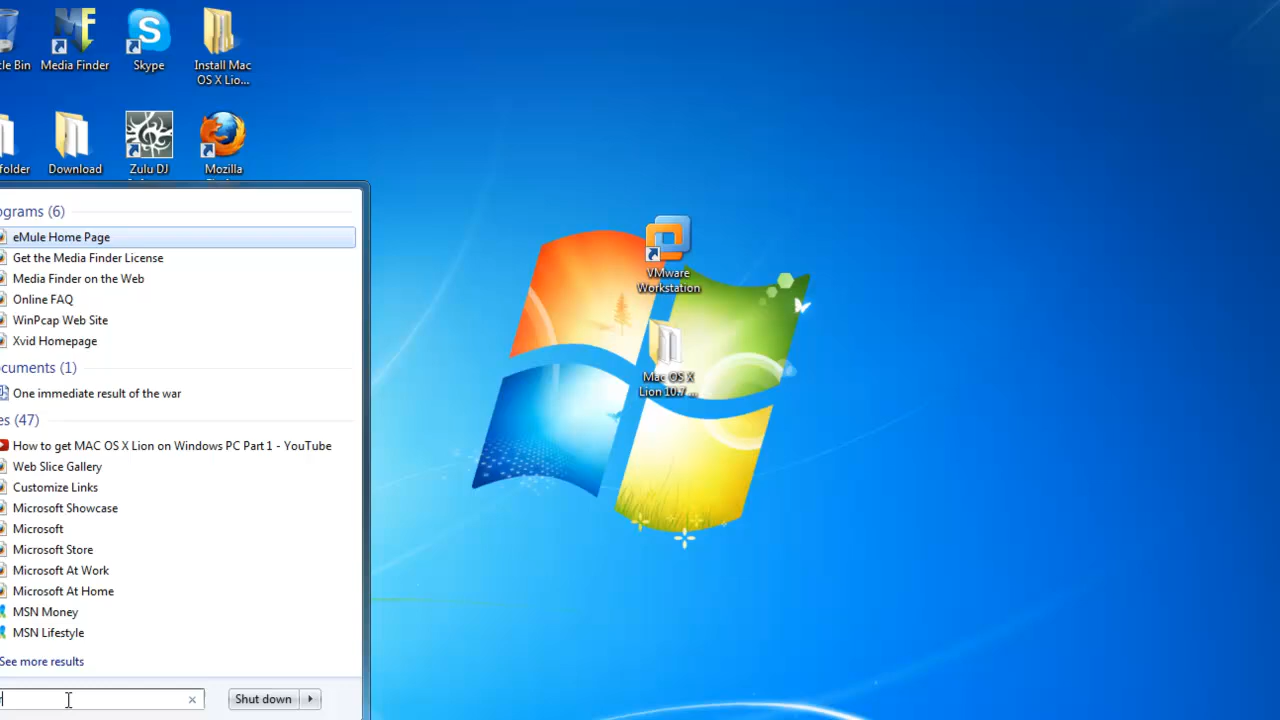 cle Bin
Media Finder
Skype
Install Mac
OS X Lio...
folder
Download
Zulu DJ
Mozilla
ograms (6)
eMule Home Page
Get the Media Finder License
Media Finder on the Web
Online FAQ
WinPcap Web Site
Xvid Homepage
ocuments (1)
One immediate result of the war
es (47)
How to get MAC OS X Lion on Windows PC Part 1 - YouTube
Web Slice Gallery
Customize Links
Microsoft Showcase
Microsoft
Microsoft Store
Microsoft At Work
Microsoft At Home
MSN Money
MSN Lifestyle
See more results
Shut down
VMware
Workstation
Mac OS X
Lion 10.7 ...